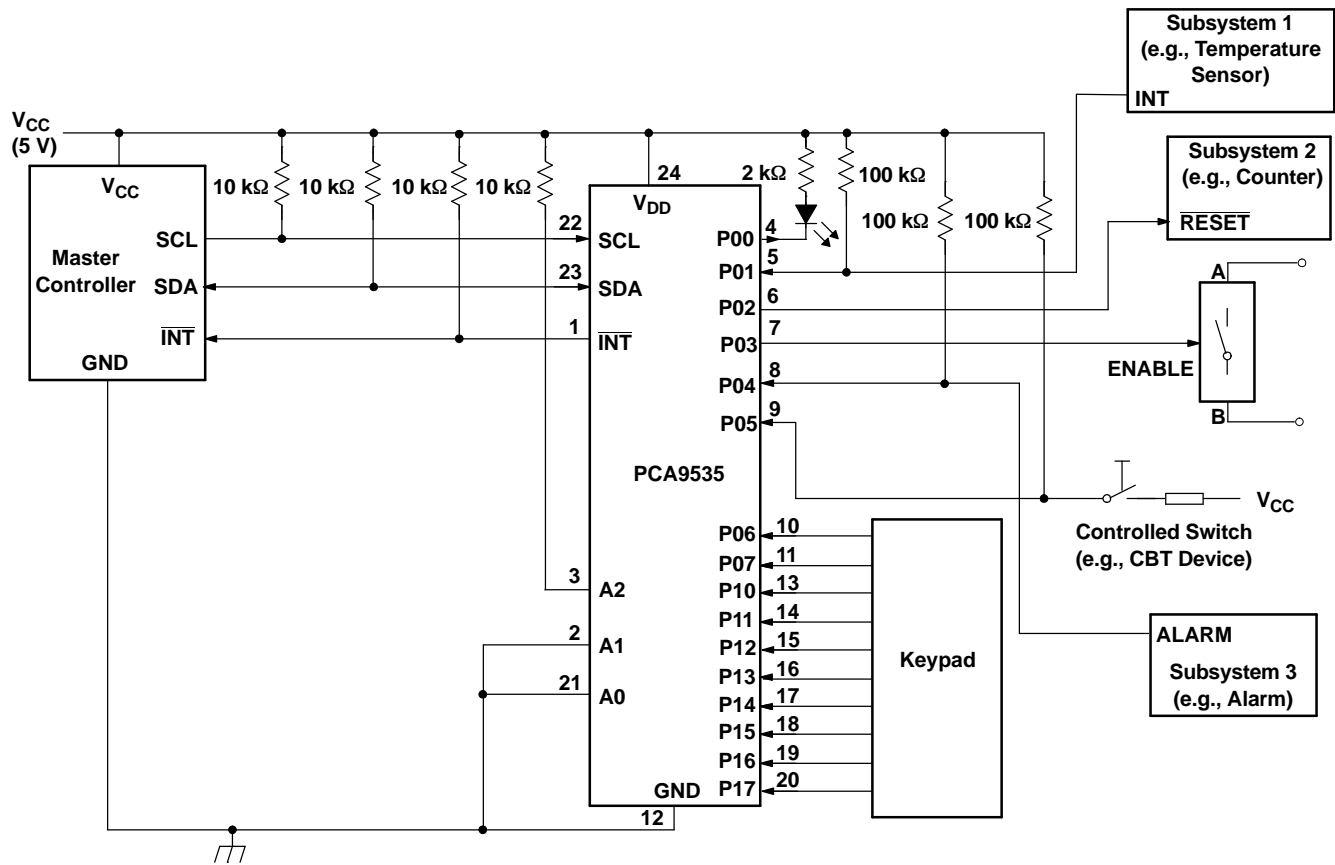 Subsystem 1
(e.g., Temperature
Sensor)
INT
VCC
(5 V)
Subsystem 2
(e.g., Counter)
RESET
VCC
10 kΩ
10 kΩ
10 kΩ
10 kΩ
24
VDD
2 kΩ
100 kΩ
100 kΩ
100 kΩ
Master
Controller
SCL
SDA
INT
GND
22
SCL
23
SDA
1
INT
P00
4
P01
5
P02
6
P03
7
P04
8
P05
9
A
ENABLE
B
PCA9535
VCC
Controlled Switch
(e.g., CBT Device)
3
A2
2
A1
21
A0
P06
10
P07
11
P10
13
P11
14
P12
15
P13
16
P14
17
P15
18
P16
19
P17
20
Keypad
ALARM
Subsystem 3
(e.g., Alarm)
GND
12